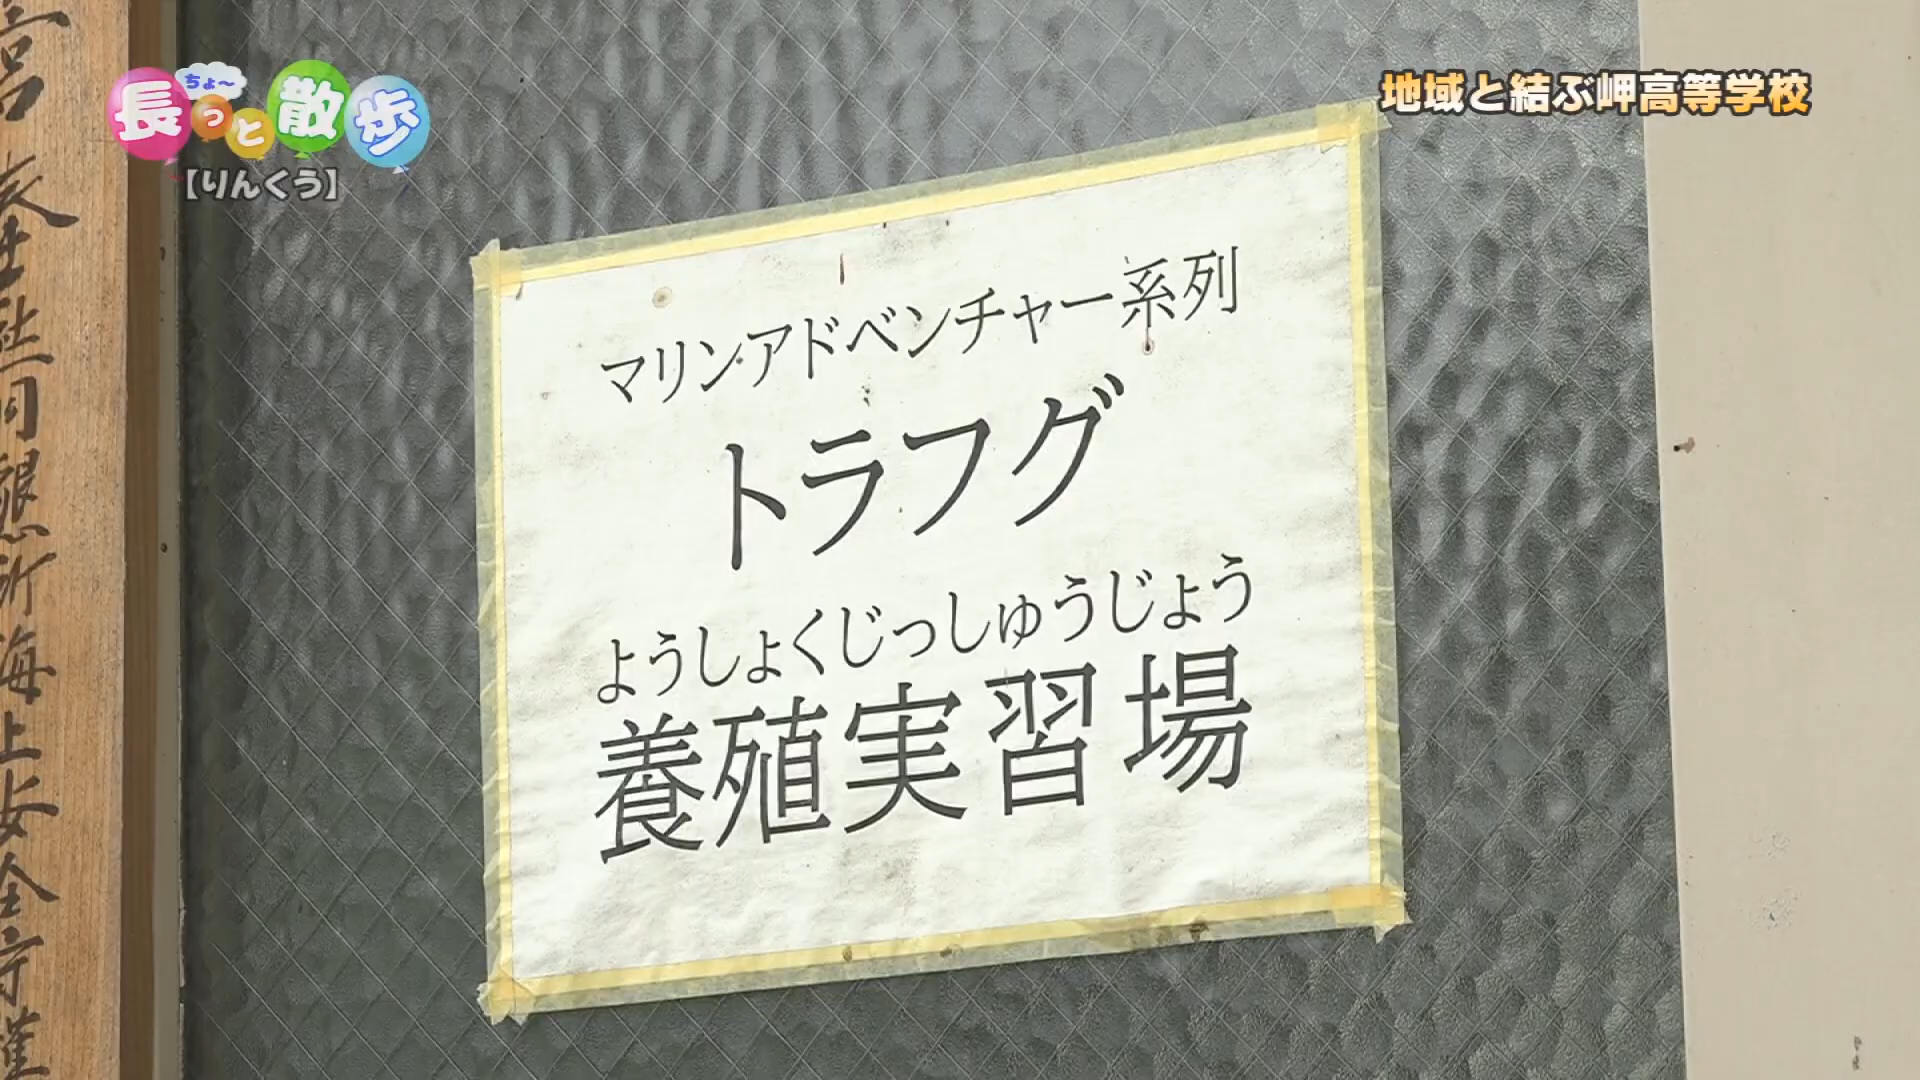 ちょ〜
長っと散歩
【りんくう】
地域と結ぶ岬高等学校
マリンアドベンチャー系列
トラフグ
ようしょくじっしゅうじょう
養殖実習場